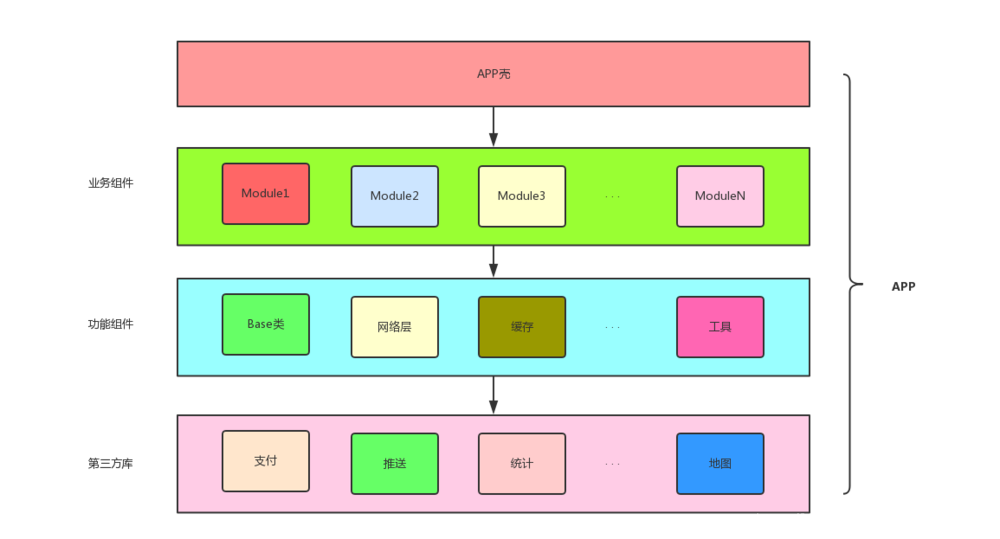 APP壳
业务组件
Module1
Module2
Module3
...
ModuleN
APP
功能组件
Base类
网络层
缓存
...
工具
第三方库
支付
推送
统计
...
地图